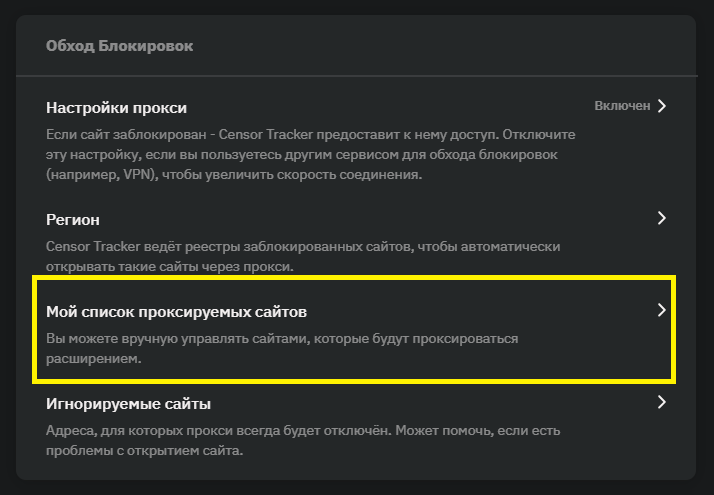 Обход Блокировок
Настройки прокси
Включен
Если сайт заблокирован - Censor Tracker предоставит к нему доступ. Отключите
эту настройку, если вы пользуетесь другим сервисом для обхода блокировок
(например, VPN), чтобы увеличить скорость соединения.
Регион
Censor Tracker ведёт реестры заблокированных сайтов, чтобы автоматически
открывать такие сайты через прокси.
Мой список проксируемых сайтов
Вы можете вручную управлять сайтами, которые будут проксироваться
расширением.
Игнорируемые сайты
Адреса, для которых прокси всегда будет отключён. Может помочь, если есть
проблемы с открытием сайта.